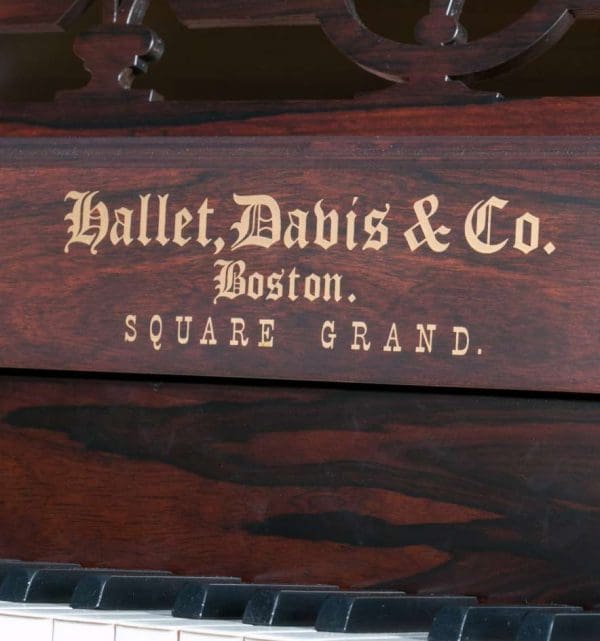 Hallet, Davis & Co.
Boston.
SQUARE GRAND.